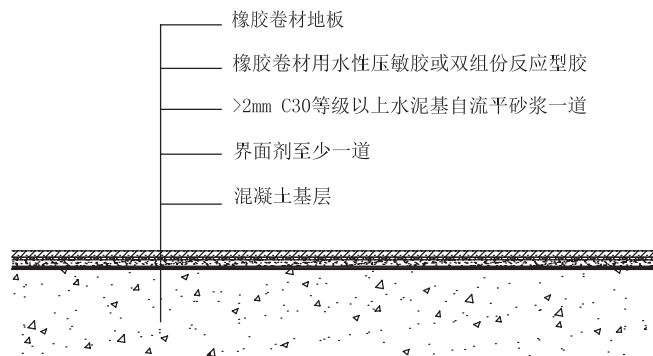 橡胶卷材地板
橡胶卷材用水性压敏胶或双组份反应型胶
>2mm C30等级以上水泥基自流平砂浆一道
界面剂至少一道
混凝土基层